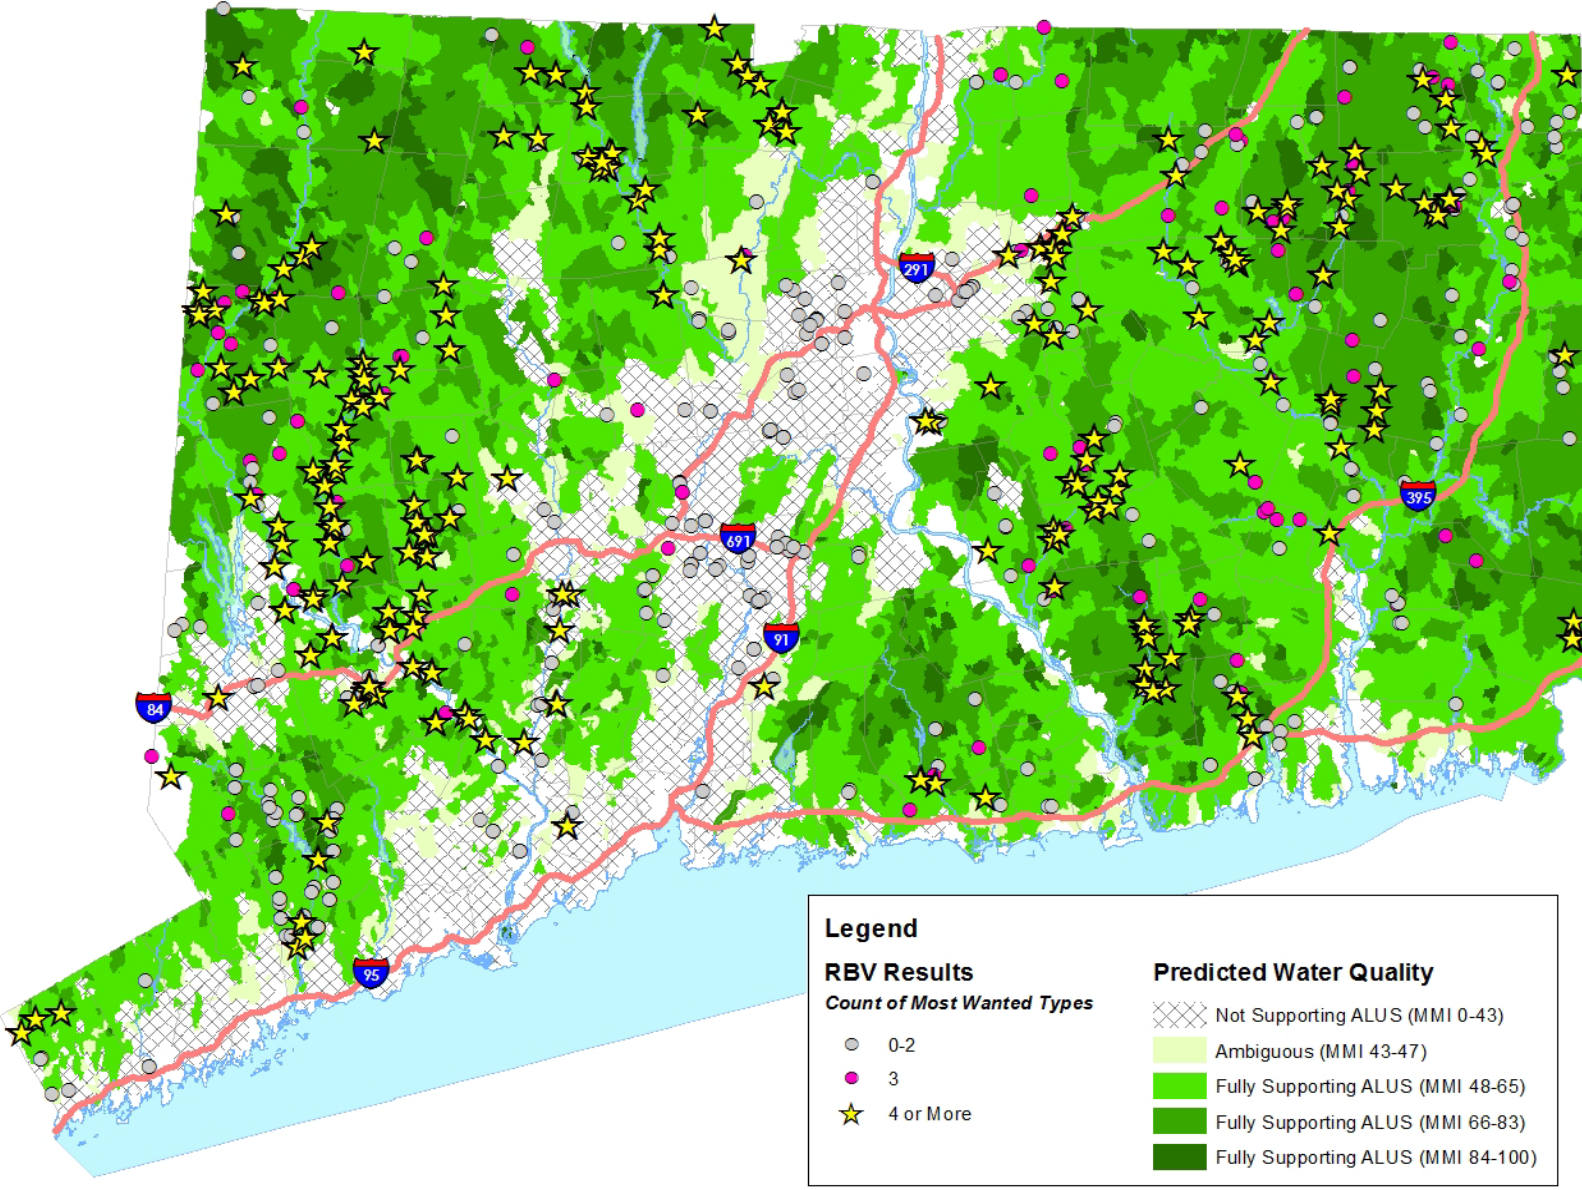 291
395
691
91
84
95
Legend
RBV Results
Count of Most Wanted Types
0-2
3
4 or More
Predicted Water Quality
Not Supporting ALUS (MMI 0-43)
Ambiguous (MMI 43-47)
Fully Supporting ALUS (MMI 48-65)
Fully Supporting ALUS (MMI 66-83)
Fully Supporting ALUS (MMI 84-100)